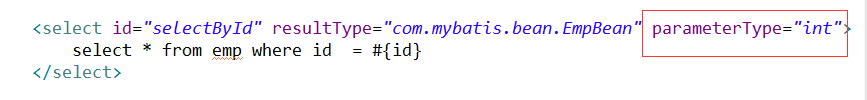 <select id="selectById" resultType="com.mybatis.bean.EmpBean" parameterType="int">
select * from emp where id  = #{id}
</select>